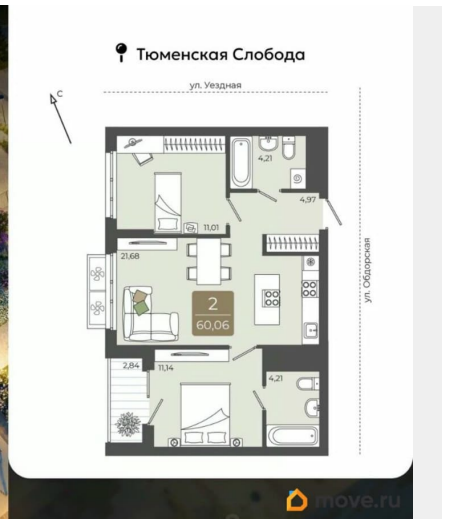 Тюменская Слобода
ул. Уездная
С
4,21
4,97
11,01
21,68
ул. Обдорская
2
60,06
2,84
11,14
4,21
move.ru